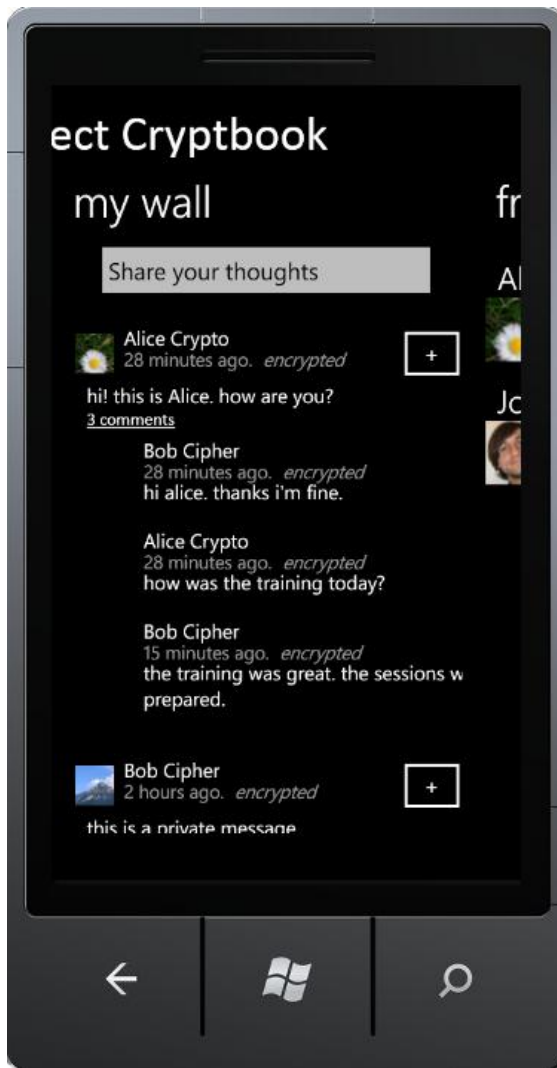 ect Cryptbook
my wall
fr
Share your thoughts
Al
Alice Crypto
28 minutes ago. encrypted
+
hi! this is Alice. how are you?
3 comments
Jo
Bob Cipher
28 minutes ago. encrypted
hi alice. thanks i'm fine.
Alice Crypto
28 minutes ago. encrypted
how was the training today?
Bob Cipher
15 minutes ago. encrypted
the training was great. the sessions w
prepared.
Bob Cipher
2 hours ago. encrypted
+
this is a private message